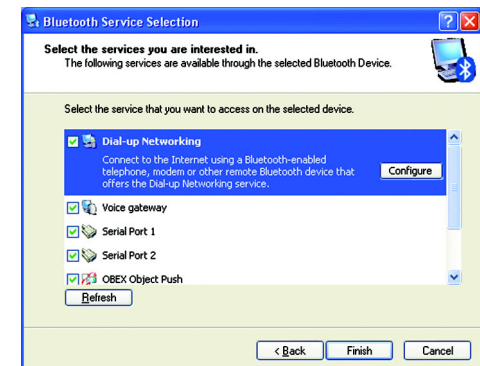 Bluetooth Service Selection
Select the services you are interested in.
The following services are available through the selected Bluetooth Device.
Select the service that you want to access on the selected device.
Dial-up Networking
Connect to the Internet using a Bluetooth-enabled
telephone, modem or other remote Bluetooth device that
offers the Dial-up Networking service.
Configure
Voice gateway
Serial Port 1
Serial Port 2
OBEX Object Push
Refresh
< Back
Finish
Cancel